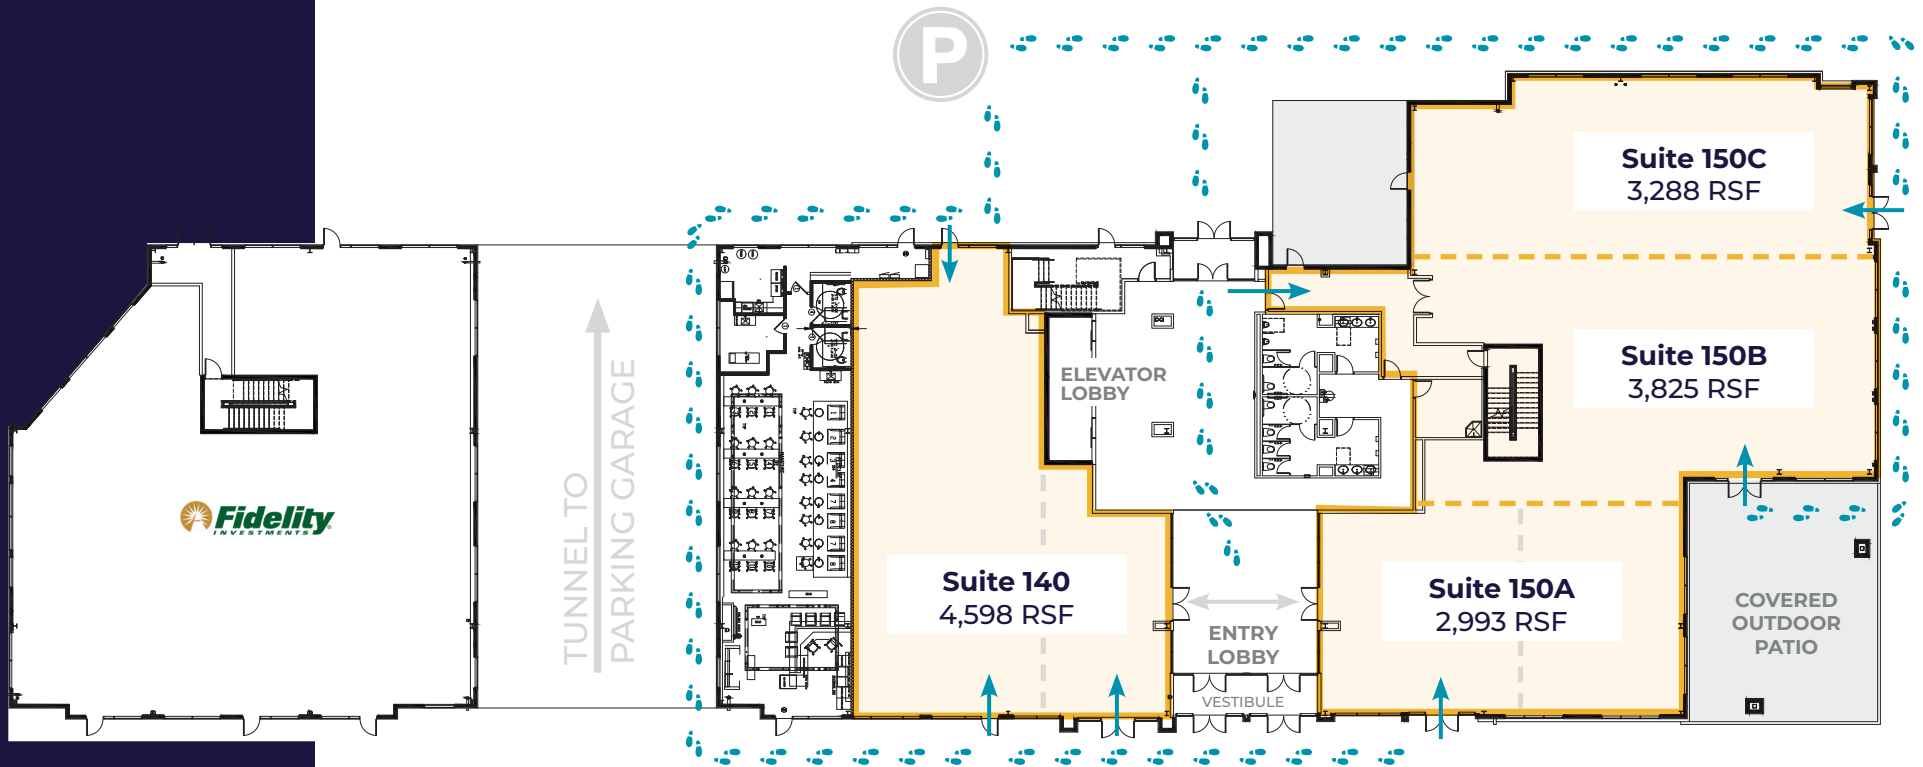 P
Suite 150C
3,288 RSF
Suite 150B
3,825 RSF
ELEVATOR
LOBBY
TUNNEL TO
PARKING GARAGE
Fidelity
INVESTMENTS
Suite 140
4,598 RSF
Suite 150A
2,993 RSF
ENTRY
LOBBY
VESTIBULE
COVERED
OUTDOOR
PATIO